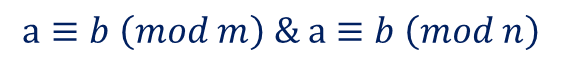 a ≡ b (mod m) & a ≡ b (mod n)